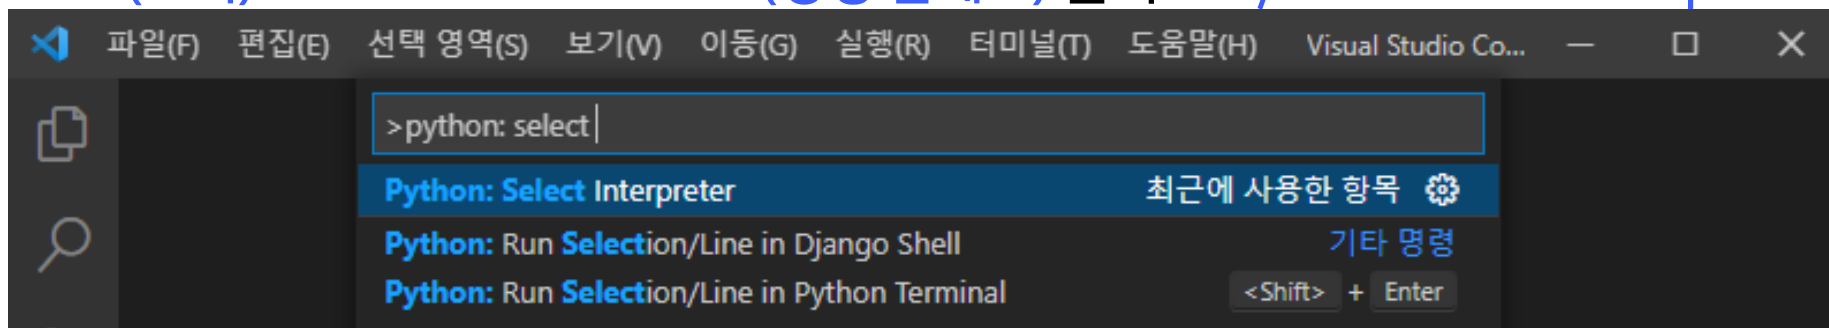 파일(F) 편집(E) 선택 영역(S) 보기(V) 이동(G) 실행(R) 터미널(T) 도움말(H) Visual Studio Co...
>python: select
Python: Select Interpreter 최근에 사용한 항목
Python: Run Selection/Line in Django Shell 기타 명령
Python: Run Selection/Line in Python Terminal <Shift> + Enter